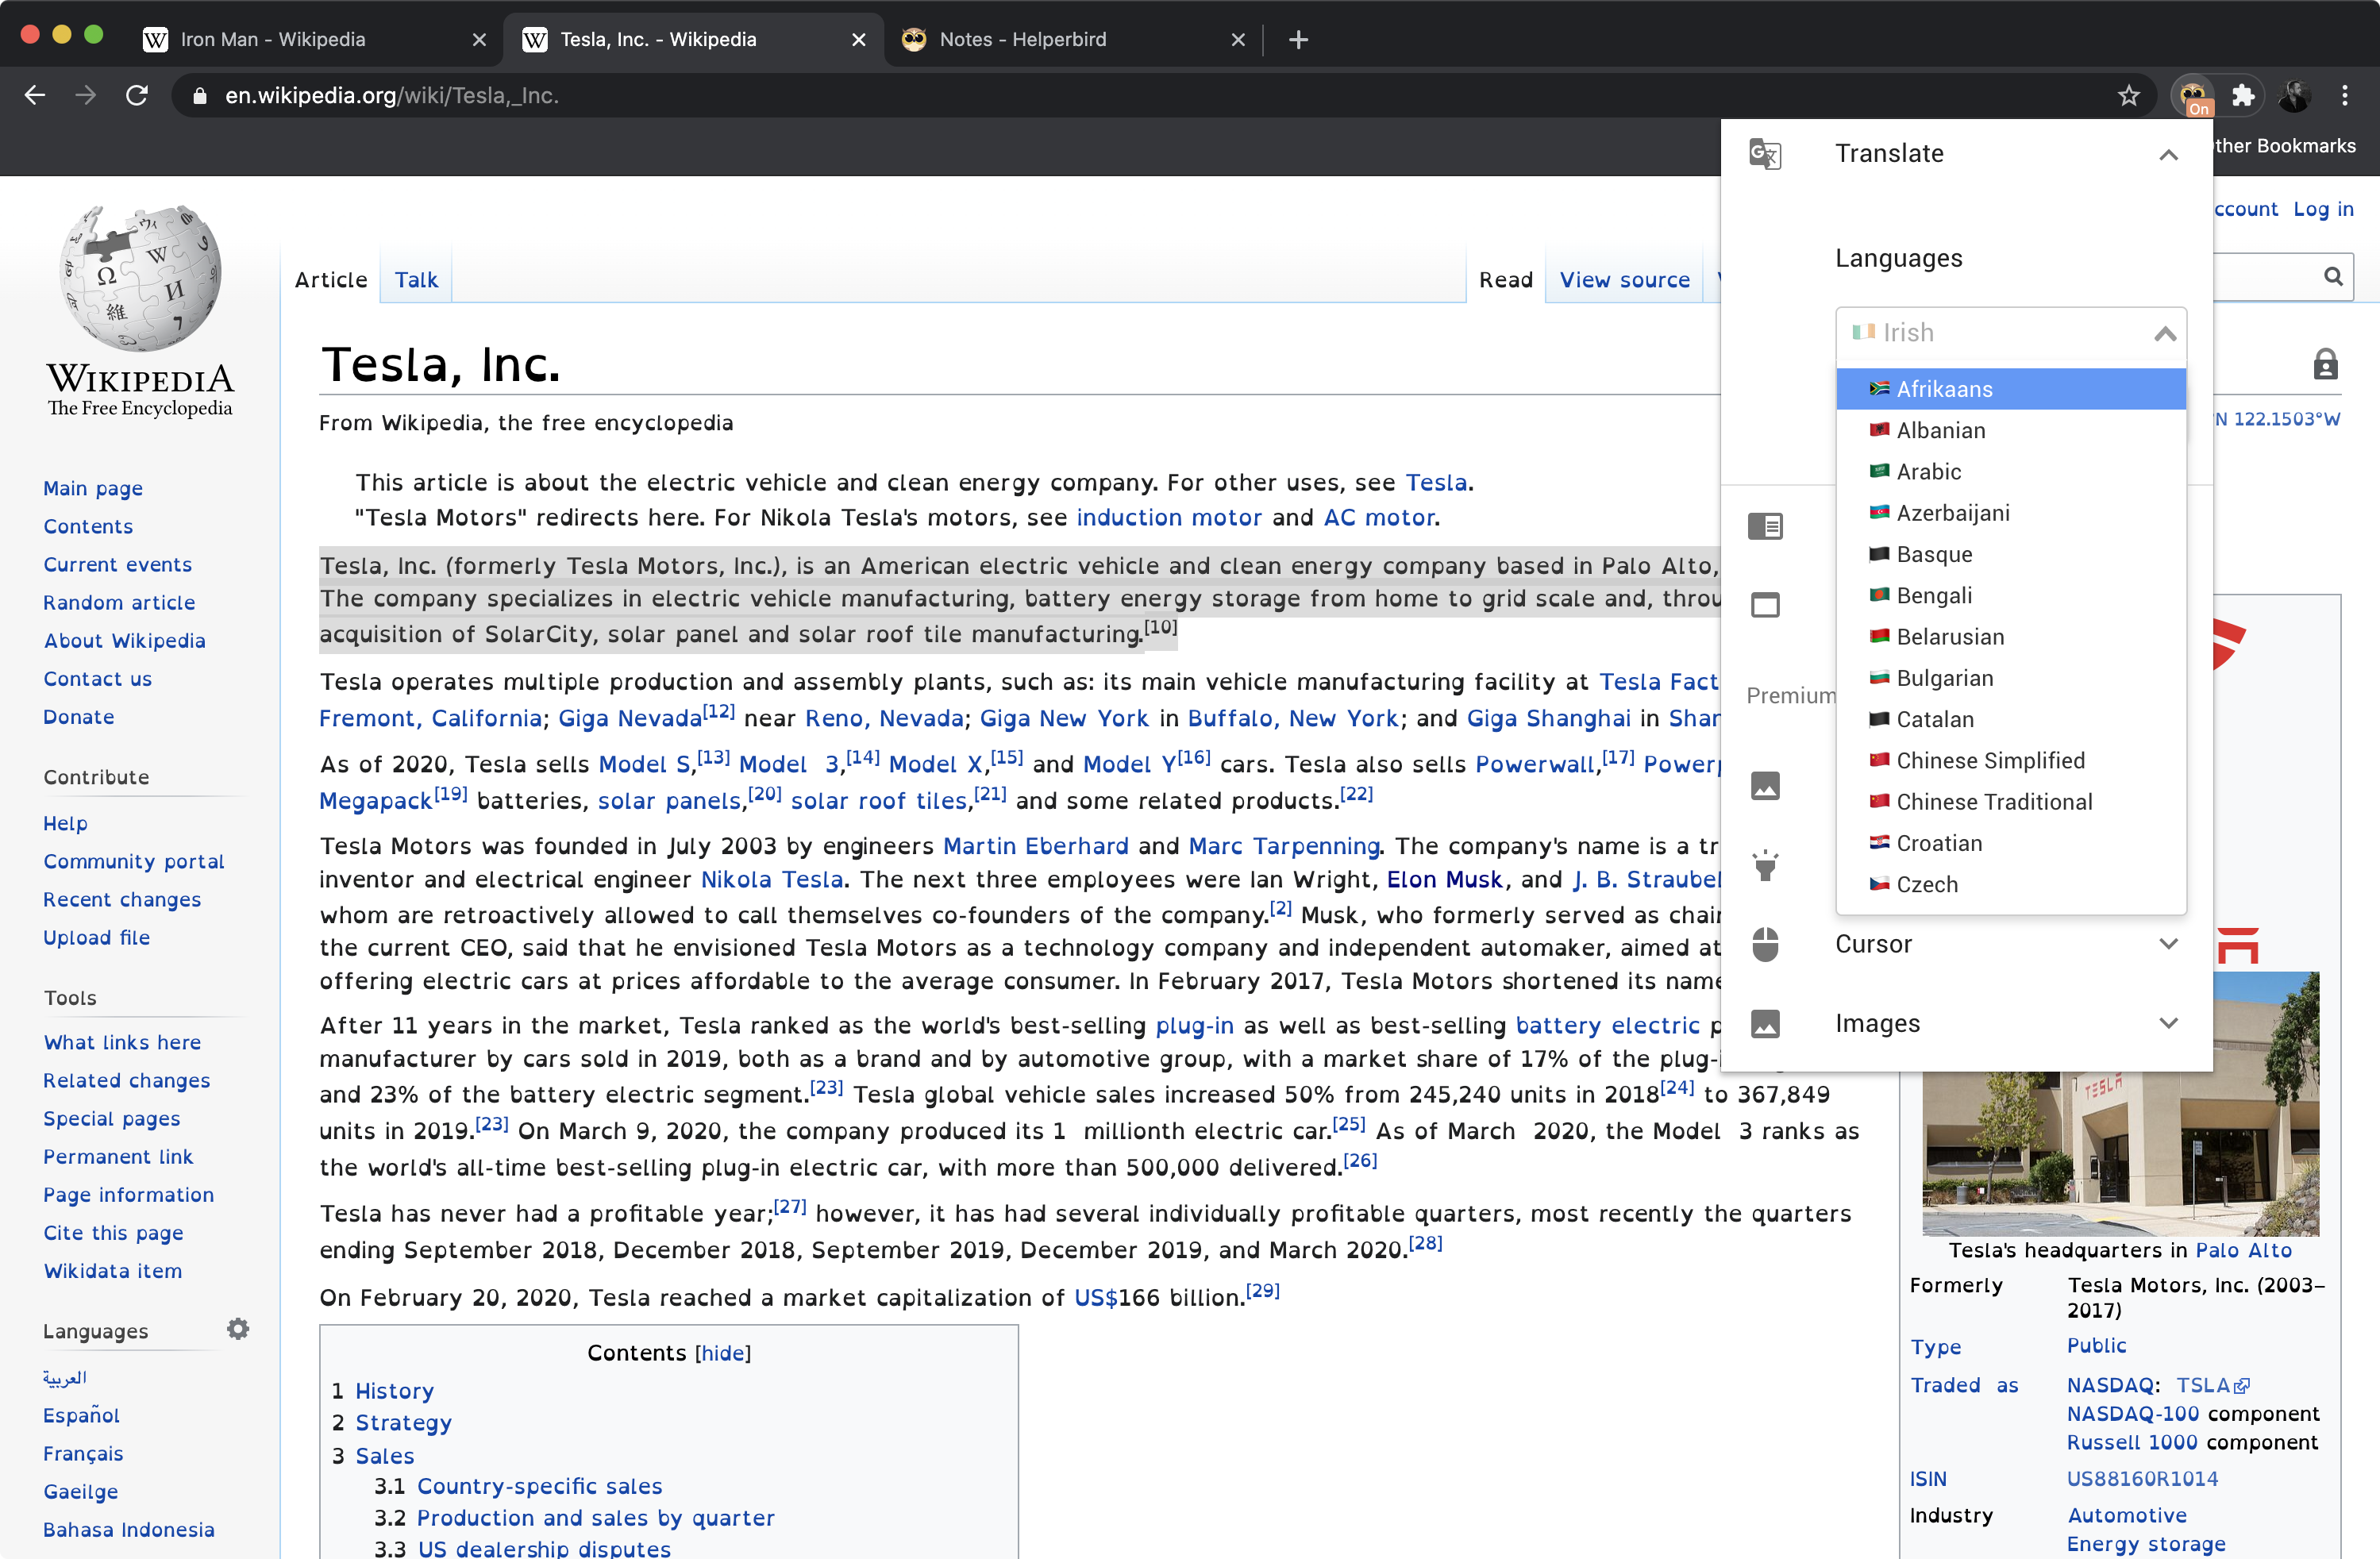 Iron Man - Wikipedia
Tesla, Inc. - Wikipedia
Notes - Helperbird
en.wikipedia.org/wiki/Tesla,_Inc.
On
ther Bookmarks
WIKIPEDIA
The Free Encyclopedia
Main page
Contents
Current events
Random article
About Wikipedia
Contact us
Donate
Contribute
Help
Community portal
Recent changes
Upload file
Tools
What links here
Related changes
Special pages
Permanent link
Page information
Cite this page
Wikidata item
Languages
العربية
Español
Français
Gaeilge
Bahasa Indonesia
ccount Log in
Article Talk
Read View source
Tesla, Inc.
From Wikipedia, the free encyclopedia
N 122.1503°W
This article is about the electric vehicle and clean energy company. For other uses, see Tesla.
"Tesla Motors" redirects here. For Nikola Tesla's motors, see induction motor and AC motor.
Tesla, Inc. (formerly Tesla Motors, Inc.), is an American electric vehicle and clean energy company based in Palo Alto,
The company specializes in electric vehicle manufacturing, battery energy storage from home to grid scale and, throu
acquisition of SolarCity, solar panel and solar roof tile manufacturing.[10]
Tesla operates multiple production and assembly plants, such as: its main vehicle manufacturing facility at Tesla Fact
Fremont, California; Giga Nevada[12] near Reno, Nevada; Giga New York in Buffalo, New York; and Giga Shanghai in Shan
As of 2020, Tesla sells Model S,[13] Model 3,[14] Model X,[15] and Model Y[16] cars. Tesla also sells Powerwall,[17] Powerp
Megapack[19] batteries, solar panels,[20] solar roof tiles,[21] and some related products.[22]
Tesla Motors was founded in July 2003 by engineers Martin Eberhard and Marc Tarpenning. The company's name is a tr
inventor and electrical engineer Nikola Tesla. The next three employees were Ian Wright, Elon Musk, and J. B. Straubel
whom are retroactively allowed to call themselves co-founders of the company.[2] Musk, who formerly served as chair
the current CEO, said that he envisioned Tesla Motors as a technology company and independent automaker, aimed at
offering electric cars at prices affordable to the average consumer. In February 2017, Tesla Motors shortened its name
After 11 years in the market, Tesla ranked as the world's best-selling plug-in as well as best-selling battery electric p
manufacturer by cars sold in 2019, both as a brand and by automotive group, with a market share of 17% of the plug-i
and 23% of the battery electric segment.[23] Tesla global vehicle sales increased 50% from 245,240 units in 2018[24] to 367,849
units in 2019.[23] On March 9, 2020, the company produced its 1 millionth electric car.[25] As of March 2020, the Model 3 ranks as
the world's all-time best-selling plug-in electric car, with more than 500,000 delivered.[26]
Tesla has never had a profitable year;[27] however, it has had several individually profitable quarters, most recently the quarters
ending September 2018, December 2018, September 2019, December 2019, and March 2020.[28]
On February 20, 2020, Tesla reached a market capitalization of US$166 billion.[29]
Contents [hide]
1 History
2 Strategy
3 Sales
3.1 Country-specific sales
3.2 Production and sales by quarter
3.3 US dealership disputes
Translate
Languages
Irish
Afrikaans
Albanian
Arabic
Azerbaijani
Basque
Bengali
Belarusian
Bulgarian
Catalan
Chinese Simplified
Chinese Traditional
Croatian
Czech
Premium
Cursor
Images
TESLA
Tesla's headquarters in Palo Alto
Formerly Tesla Motors, Inc. (2003–
2017)
Type Public
Traded as NASDAQ: TSLA
NASDAQ-100 component
Russell 1000 component
ISIN US88160R1014
Industry Automotive
Energy storage